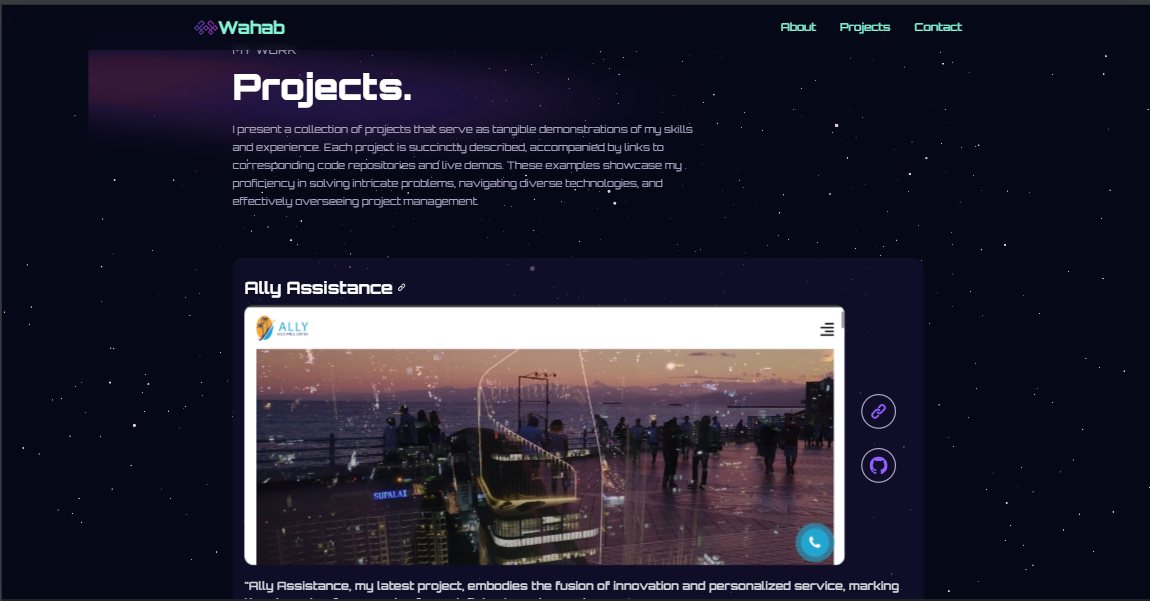 Wahab
About Projects Contact
MY WORK
Projects.
I present a collection of projects that serve as tangible demonstrations of my skills
and experience. Each project is succinctly described, accompanied by links to
corresponding code repositories and live demos. These examples showcase my
proficiency in solving intricate problems, navigating diverse technologies, and
effectively overseeing project management.
Ally Assistance
ALLY
SUPALAI
"Ally Assistance, my latest project, embodies the fusion of innovation and personalized service, marking